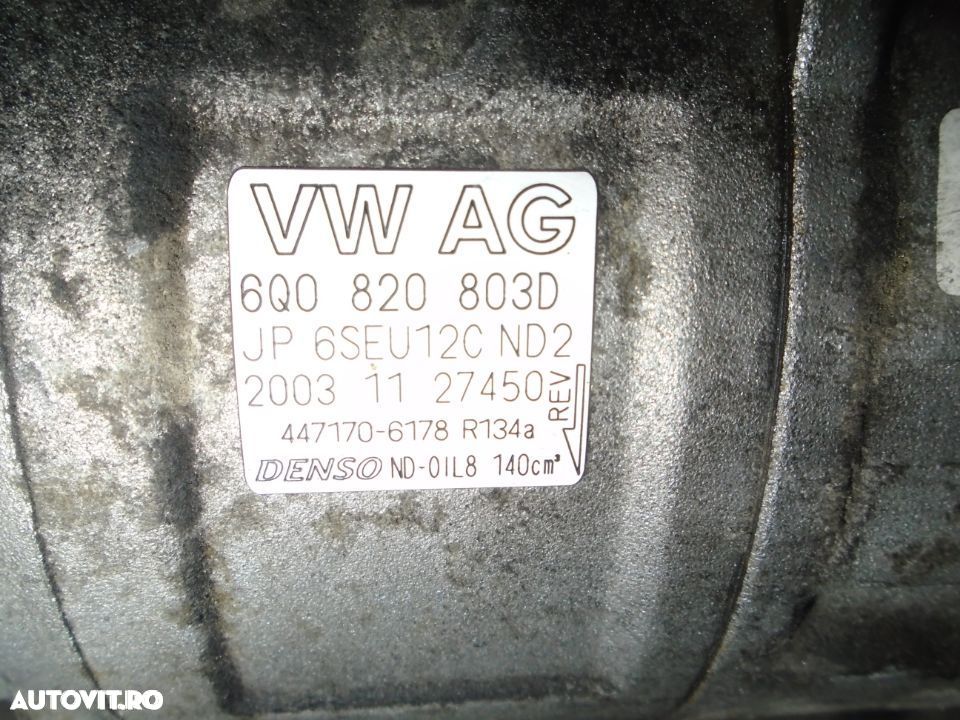 VW AG
6Q0 820 803D
JP 6SEU12C ND2
2003 11 27450
REV
447170-6178 R134a
DENSO ND-OIL8 140cm³
AUTOVIT.RO